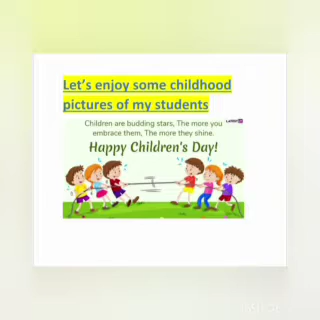 Let's enjoy some childhood
pictures of my students
Children are budding stars, The more you
embrace them, The more they shine.
Happy Children's Day!